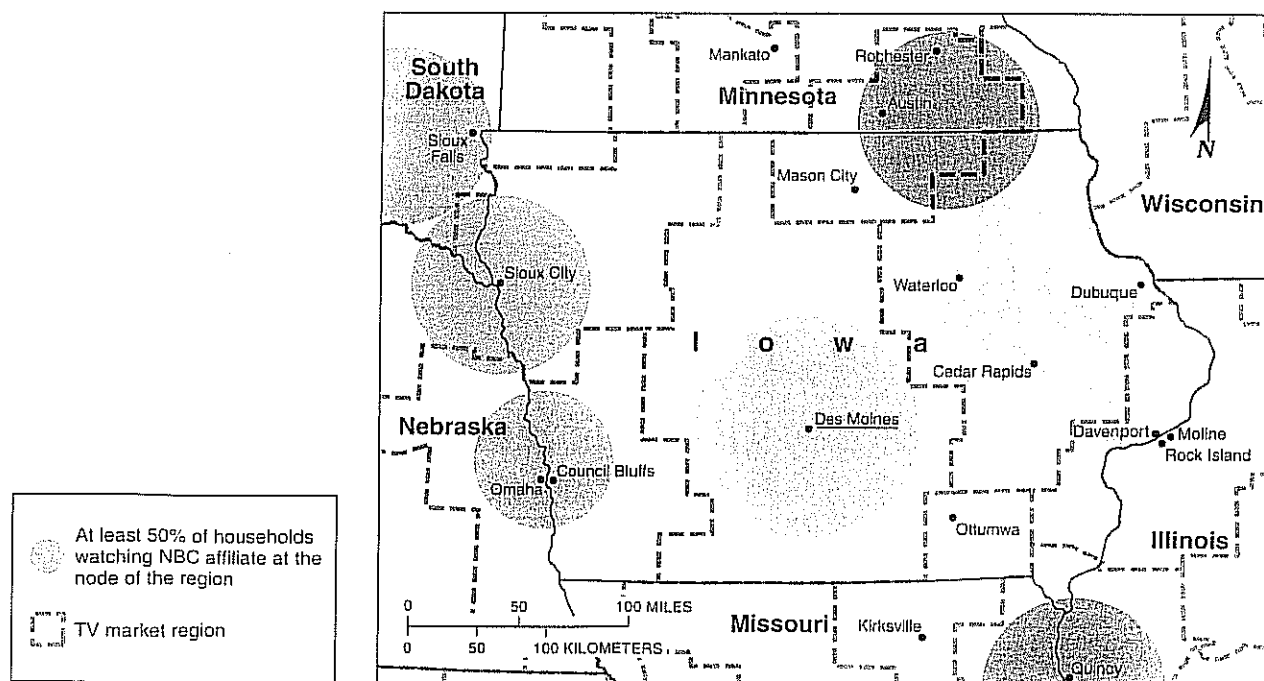 South
Dakota
Mankato
Rochester
Minnesota
Austin
Sioux
Falls
N
Mason City
Wisconsin
Sioux City
Waterloo
Dubuque
I o w a
Cedar Rapids
Des Moines
Nebraska
Davenport
Moline
Rock Island
Council Bluffs
Omaha
Ottumwa
Illinois
At least 50% of households
watching NBC affiliate at the
node of the region
TV market region
0 50 100 MILES
0 50 100 KILOMETERS
Missouri
Kirksville
Quincy